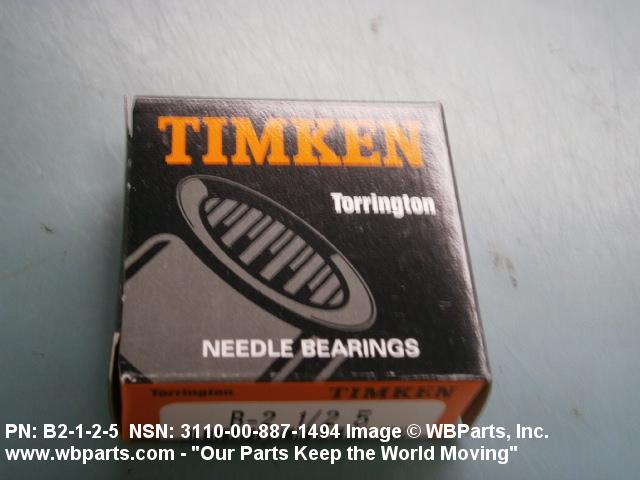 TIMKEN
Torrington
NEEDLE BEARINGS
Torrington TIMKEN
B-2 1/2 5
PN: B2-1-2-5 NSN: 3110-00-887-1494 Image © WBParts, Inc.
www.wbparts.com - "Our Parts Keep the World Moving"